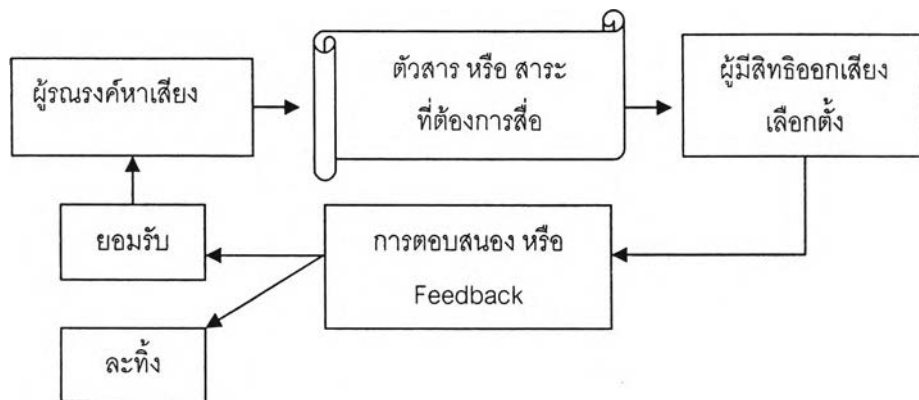 ผู้รณรงค์หาเสียง
ตัวสาร หรือ สาระ
ที่ต้องการสื่อ
ผู้มีสิทธิออกเสียง
เลือกตั้ง
ยอมรับ
การตอบสนอง หรือ
Feedback
ละทิ้ง